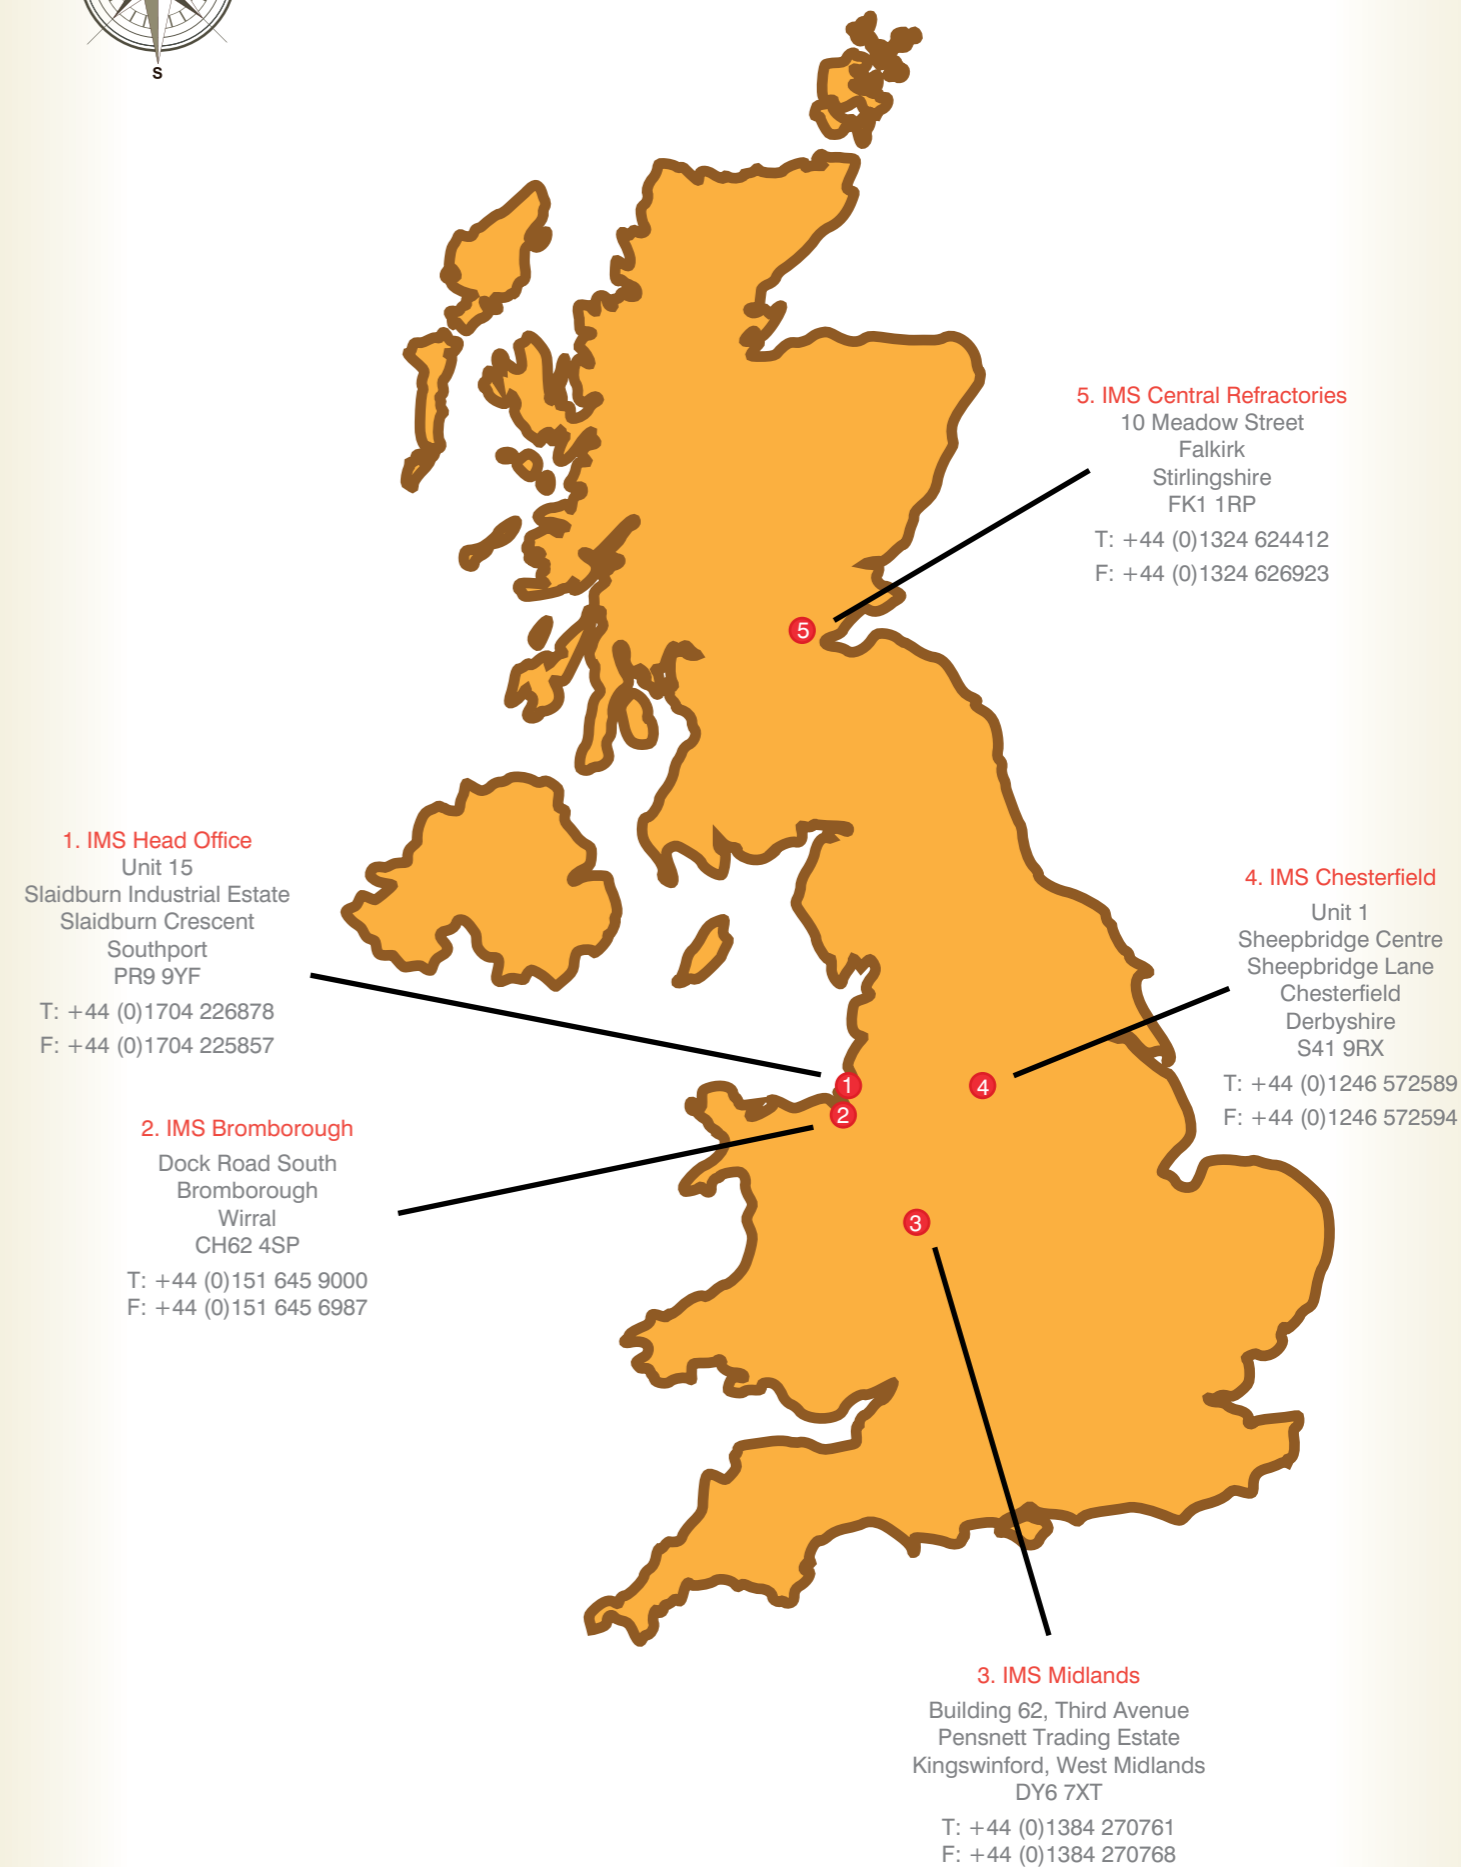 S
5. IMS Central Refractories
10 Meadow Street
Falkirk
Stirlingshire
FK1 1RP
T: +44 (0)1324 624412
F: +44 (0)1324 626923
5
1. IMS Head Office
Unit 15
Slaidburn Industrial Estate
Slaidburn Crescent
Southport
PR9 9YF
T: +44 (0)1704 226878
F: +44 (0)1704 225857
4. IMS Chesterfield
Unit 1
Sheepbridge Centre
Sheepbridge Lane
Chesterfield
Derbyshire
S41 9RX
T: +44 (0)1246 572589
F: +44 (0)1246 572594
1
4
2
2. IMS Bromborough
Dock Road South
Bromborough
Wirral
CH62 4SP
T: +44 (0)151 645 9000
F: +44 (0)151 645 6987
3
3. IMS Midlands
Building 62, Third Avenue
Pensnett Trading Estate
Kingswinford, West Midlands
DY6 7XT
T: +44 (0)1384 270761
F: +44 (0)1384 270768